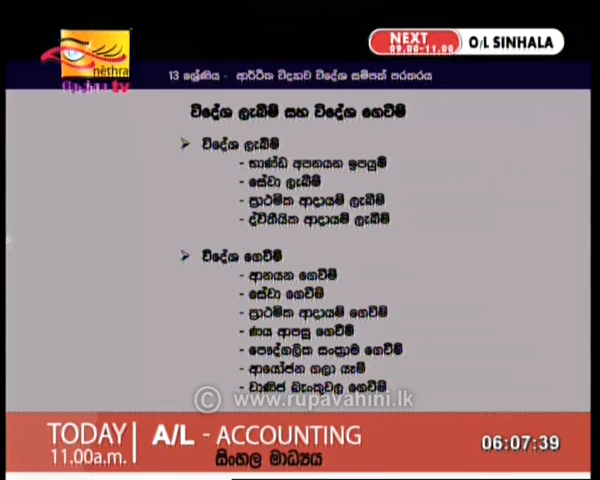 nethra
NEXT
09.00-11.00
O/L SINHALA
13 ශ්‍රේණිය - ආර්ථික විද්‍යාව විදේශ සම්පත් පරතරය
විදේශ ලැබීම් සහ විදේශ ගෙවීම්
➢ විදේශ ලැබීම්
- භාණ්ඩ අපනයන ඉපයුම්
- සේවා ලැබීම්
- ප්‍රාථමික ආදායම් ලැබීම්
- ද්විතීයික ආදායම් ලැබීම්
➢ විදේශ ගෙවීම්
- ආනයන ගෙවීම්
- සේවා ගෙවීම්
- ප්‍රාථමික ආදායම් ගෙවීම්
- ණය ආපසු ගෙවීම්
- පෞද්ගලික සංක්‍රාම ගෙවීම්
- ආයෝජන ගලා යෑම්
- වාණිජ බැංකුවල ගෙවීම්
© www.rupavahini.lk
TODAY
11.00a.m.
A/L - ACCOUNTING
සිංහල මාධ්‍යය
06:07:39